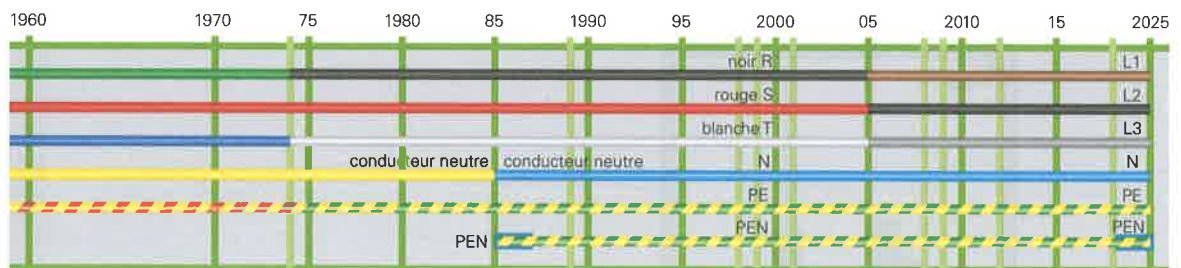 1960 1970 75 1980 85 1990 95 2000 05 2010 15 2025
noir R L1
rouge S L2
blanche T L3
conducteur neutre conducteur neutre N N
PE PE
PEN PEN PEN